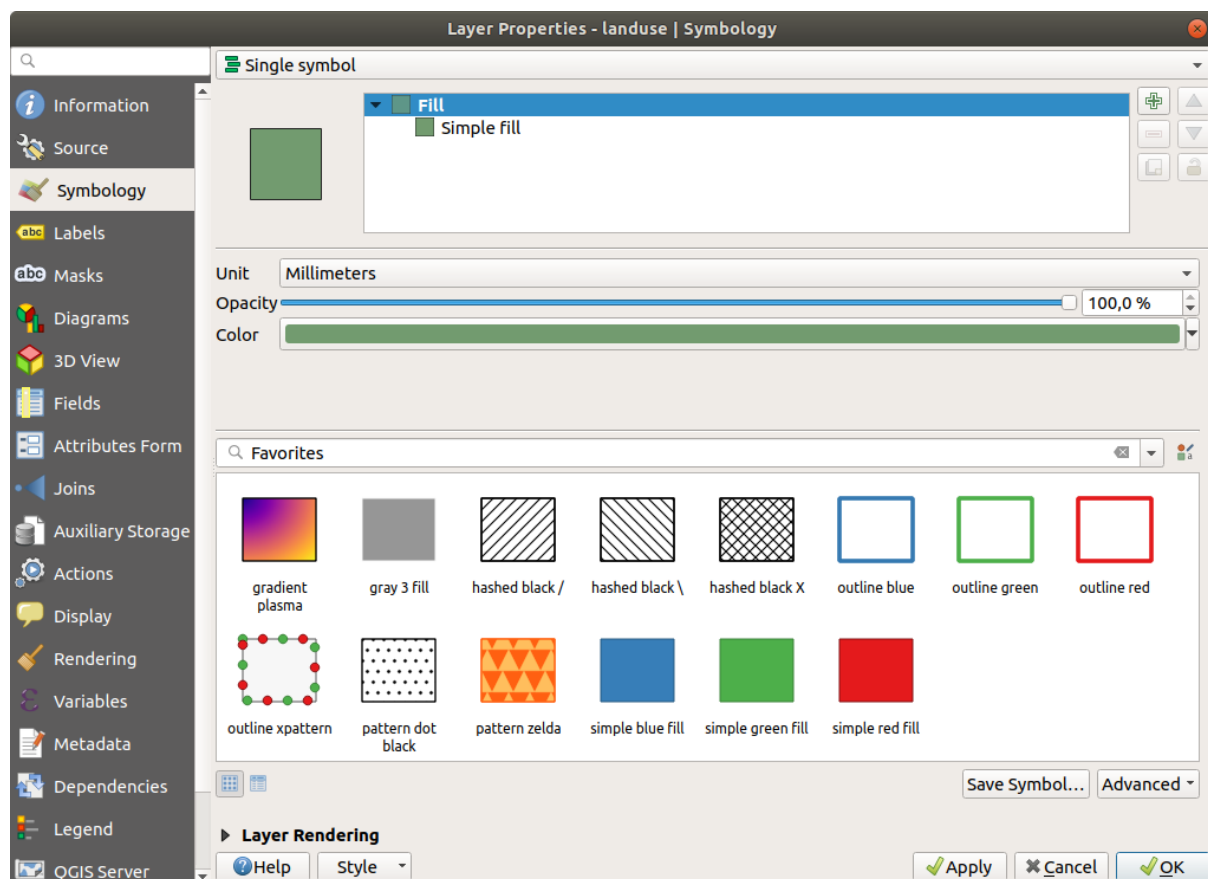 Layer Properties - landuse | Symbology
Information
Source
Symbology
abc Labels
abc Masks
Diagrams
3D View
Fields
Attributes Form
Joins
Auxiliary Storage
Actions
Display
Rendering
Variables
Metadata
Dependencies
Legend
QGIS Server
Single symbol
Fill
Simple fill
Unit Millimeters
Opacity 100,0 %
Color
Favorites
gradient plasma
gray 3 fill
hashed black /
hashed black \
hashed black X
outline blue
outline green
outline red
outline xpattern
pattern dot black
pattern zelda
simple blue fill
simple green fill
simple red fill
Save Symbol...
Advanced
Layer Rendering
Help
Style
Apply
Cancel
OK